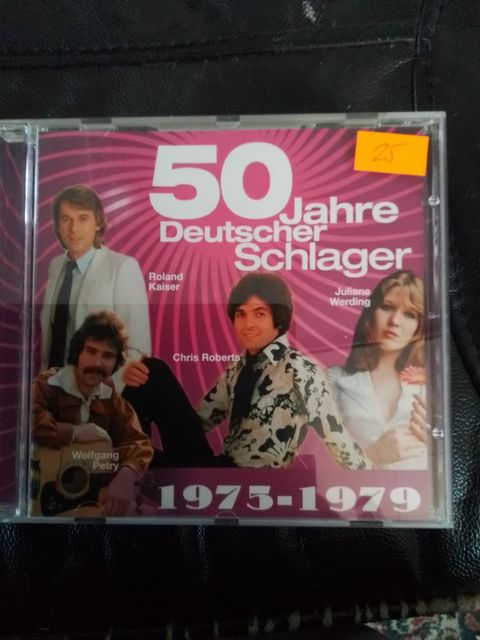 50 Jahre
Deutscher
Schlager
25
Roland
Kaiser
Juliane
Werding
Chris Roberts
Wolfgang
Petry
1975-1979